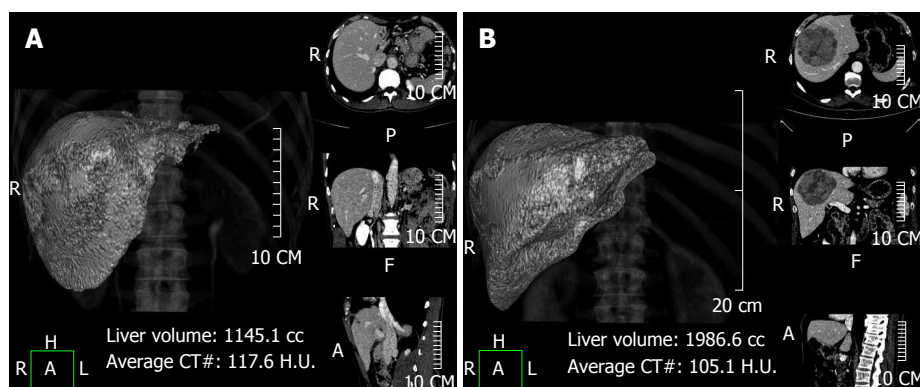 A
R
10 CM
P
R
10 CM
R
10 CM
F
A
10 CM
H
R A L
Liver volume: 1145.1 cc
Average CT#: 117.6 H.U.
B
R
10 CM
P
R
10 CM
R
20 cm
F
A
10 CM
H
R A L
Liver volume: 1986.6 cc
Average CT#: 105.1 H.U.